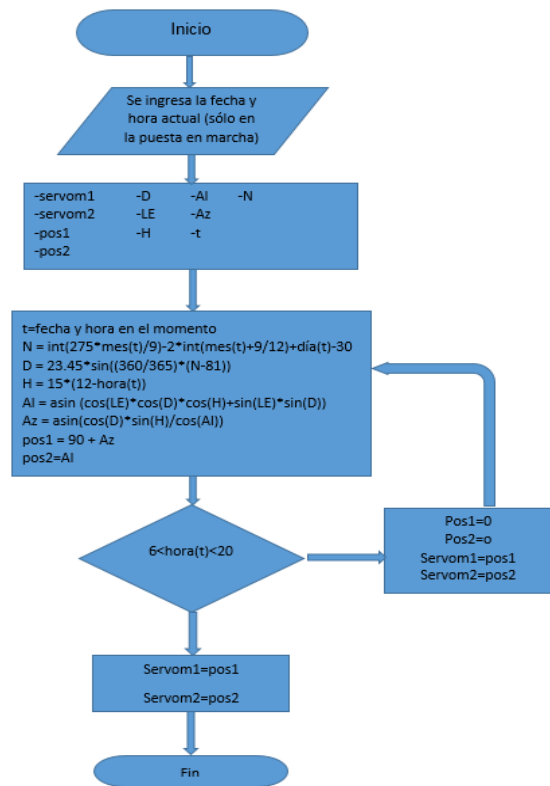 Inicio
Se ingresa la fecha y
hora actual (sólo en
la puesta en marcha)
-servom1 -D -Al -N
-servom2 -LE -Az
-pos1 -H -t
-pos2
t=fecha y hora en el momento
N = int(275*mes(t)/9)-2*int(mes(t)+9/12)+día(t)-30
D = 23.45*sin((360/365)*(N-81))
H = 15*(12-hora(t))
Al = asin (cos(LE)*cos(D)*cos(H)+sin(LE)*sin(D))
Az = asin(cos(D)*sin(H)/cos(Al))
pos1 = 90 + Az
pos2=Al
6<hora(t)<20
Pos1=0
Pos2=o
Servom1=pos1
Servom2=pos2
Servom1=pos1
Servom2=pos2
Fin